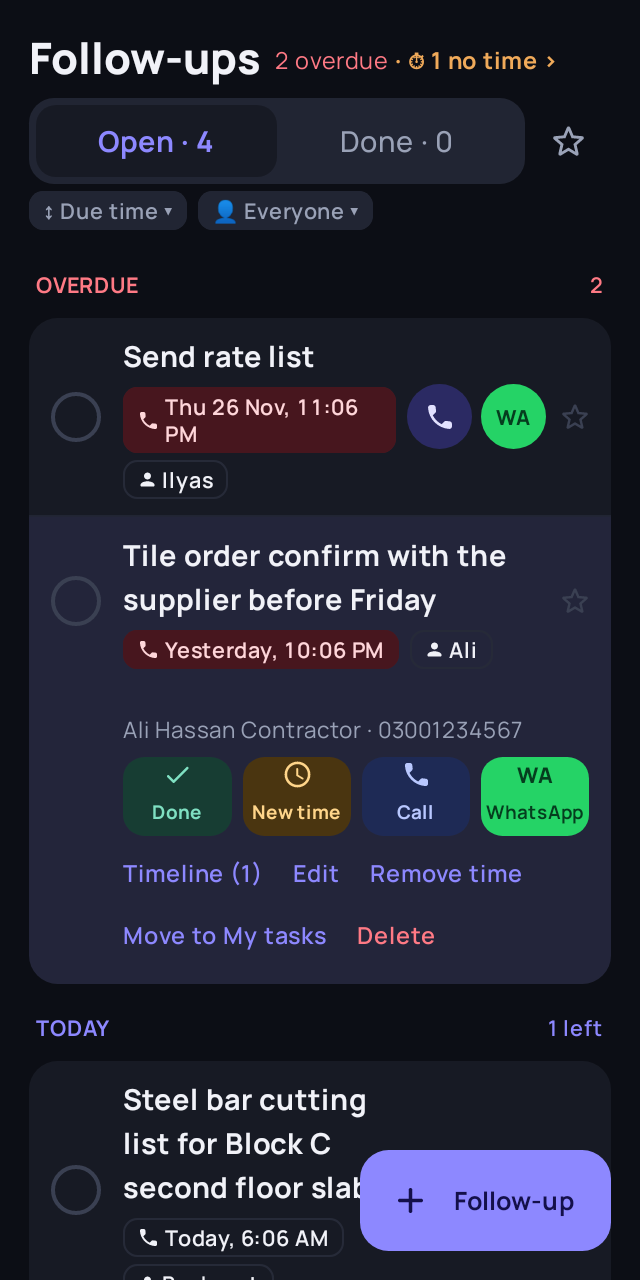 Follow-ups 2 overdue · ⏱ 1 no time ›
Open · 4 Done · 0
↕ Due time ▾ 👤 Everyone ▾
OVERDUE 2
Send rate list
Thu 26 Nov, 11:06
PM
WA
Ilyas
Tile order confirm with the
supplier before Friday
Yesterday, 10:06 PM Ali
Ali Hassan Contractor · 03001234567
WA
Done New time Call WhatsApp
Timeline (1) Edit Remove time
Move to My tasks Delete
TODAY 1 left
Steel bar cutting
list for Block C
second floor slab
+ Follow-up
Today, 6:06 AM